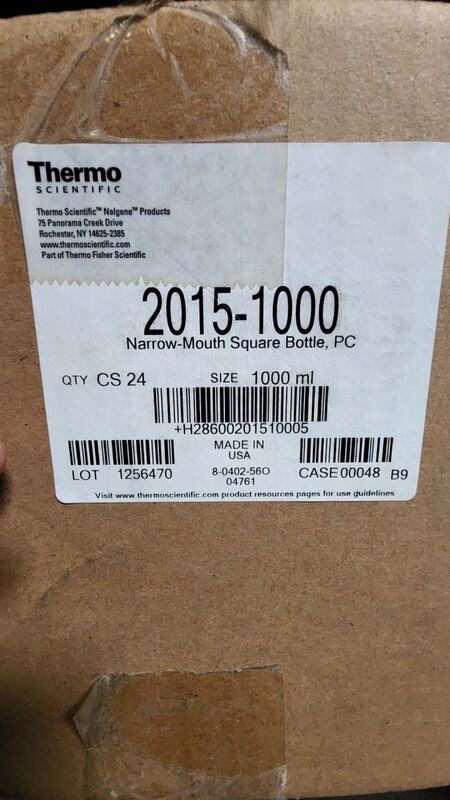 Thermo
SCIENTIFIC
Thermo Scientific™ Nalgene™ Products
75 Panorama Creek Drive
Rochester, NY 14625-2385
www.thermoscientific.com
Part of Thermo Fisher Scientific
2015-1000
Narrow-Mouth Square Bottle, PC
QTY CS 24 SIZE 1000 ml
+H28600201510005
MADE IN
USA
LOT 1256470 8-0402-56O CASE00048 B9
04761
Visit www.thermoscientific.com product resources pages for use guidelines